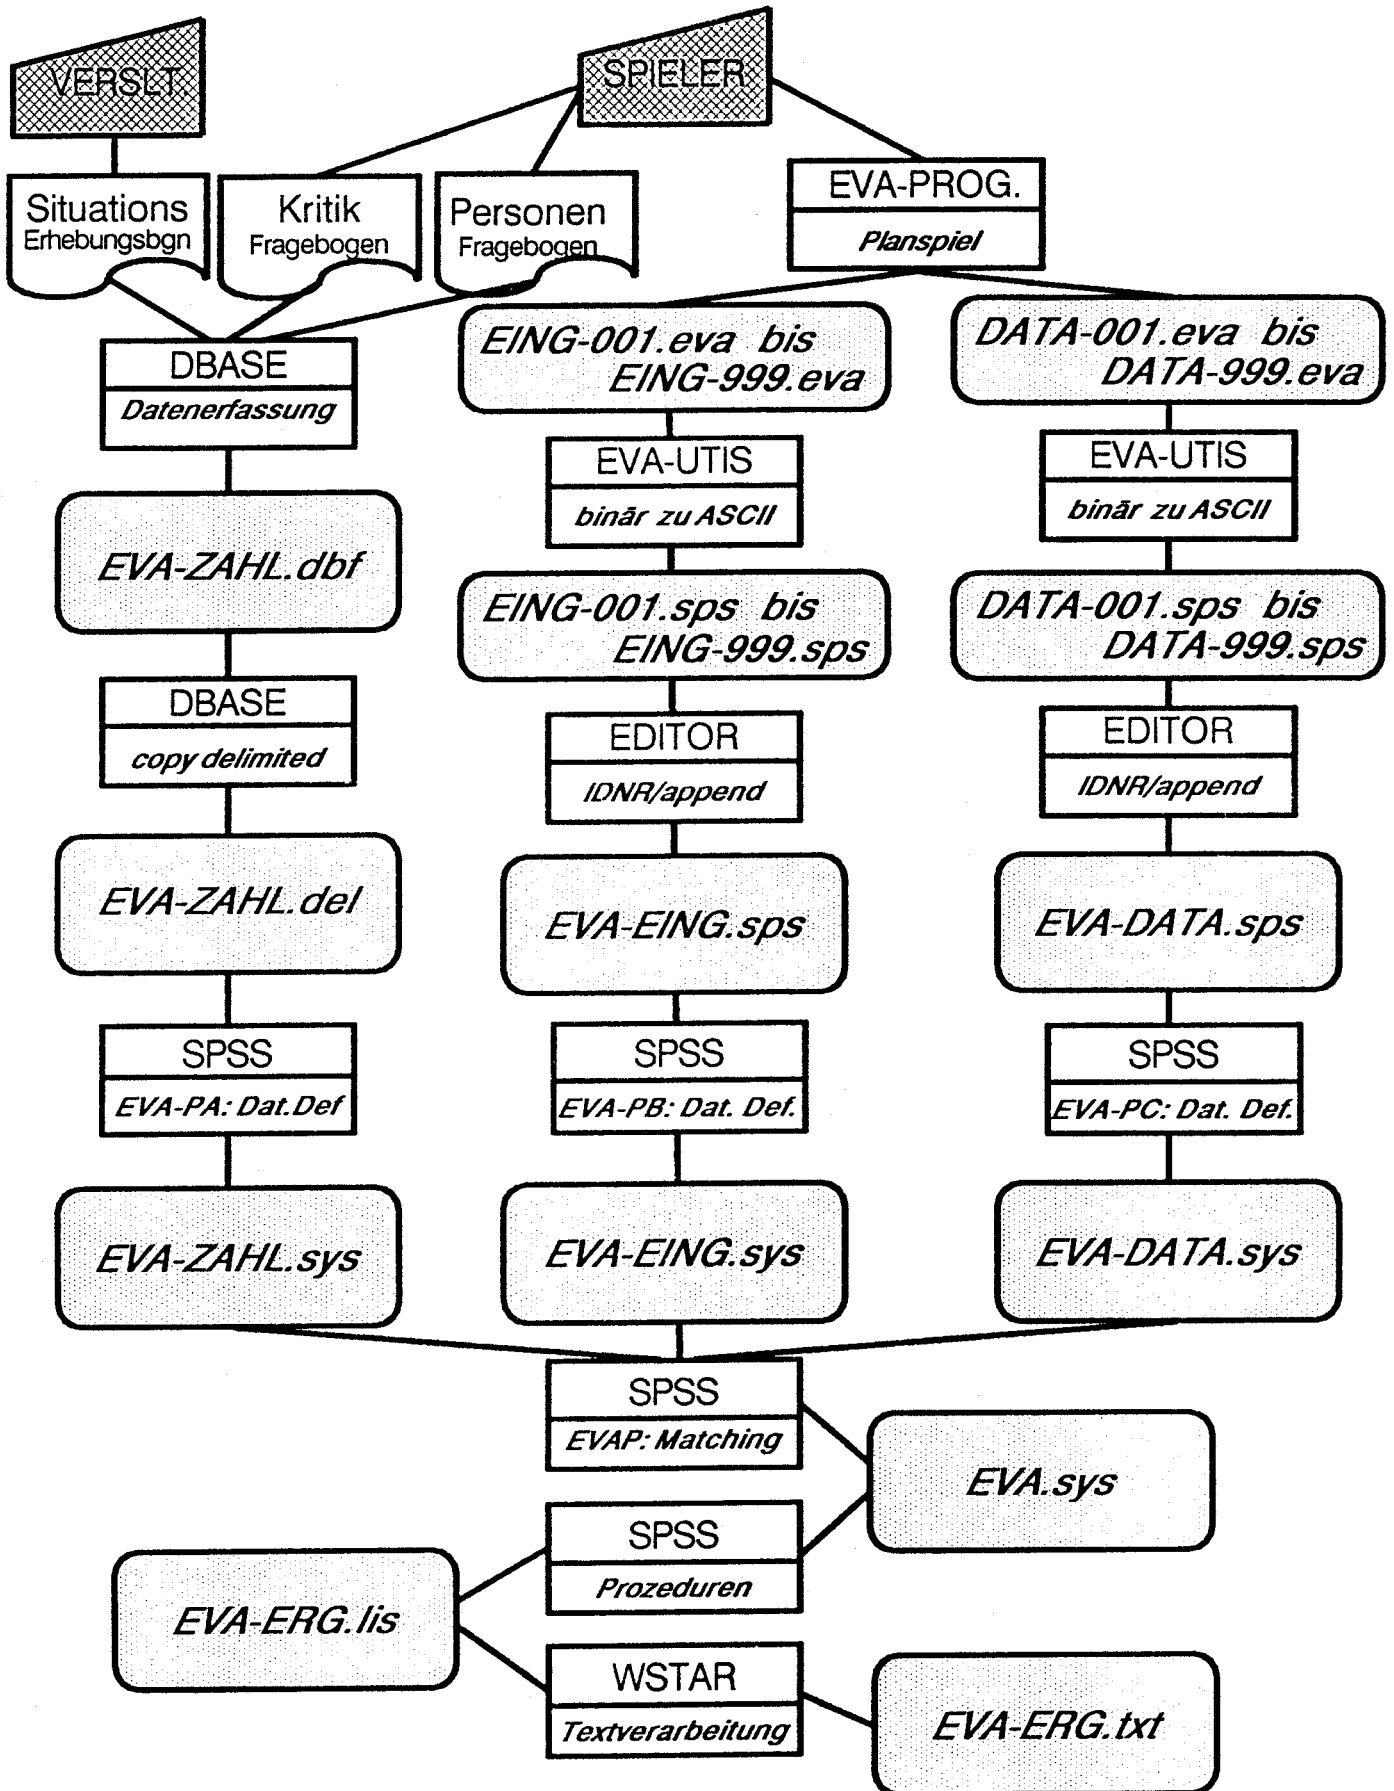 VERSLT
SPIELER
Situations
Erhebungsbgn
Kritik
Fragebogen
Personen
Fragebogen
EVA-PROG.
Planspiel
DBASE
Datenerfassung
EING-001.eva bis
EING-999.eva
DATA-001.eva bis
DATA-999.eva
EVA-UTIS
binär zu ASCII
EVA-UTIS
binär zu ASCII
EVA-ZAHL.dbf
EING-001.sps bis
EING-999.sps
DATA-001.sps bis
DATA-999.sps
DBASE
copy delimited
EDITOR
IDNR/append
EDITOR
IDNR/append
EVA-ZAHL.del
EVA-EING.sps
EVA-DATA.sps
SPSS
EVA-PA: Dat.Def
SPSS
EVA-PB: Dat. Def.
SPSS
EVA-PC: Dat. Def.
EVA-ZAHL.sys
EVA-EING.sys
EVA-DATA.sys
SPSS
EVAP: Matching
EVA.sys
SPSS
Prozeduren
EVA-ERG.lis
WSTAR
Textverarbeitung
EVA-ERG.txt